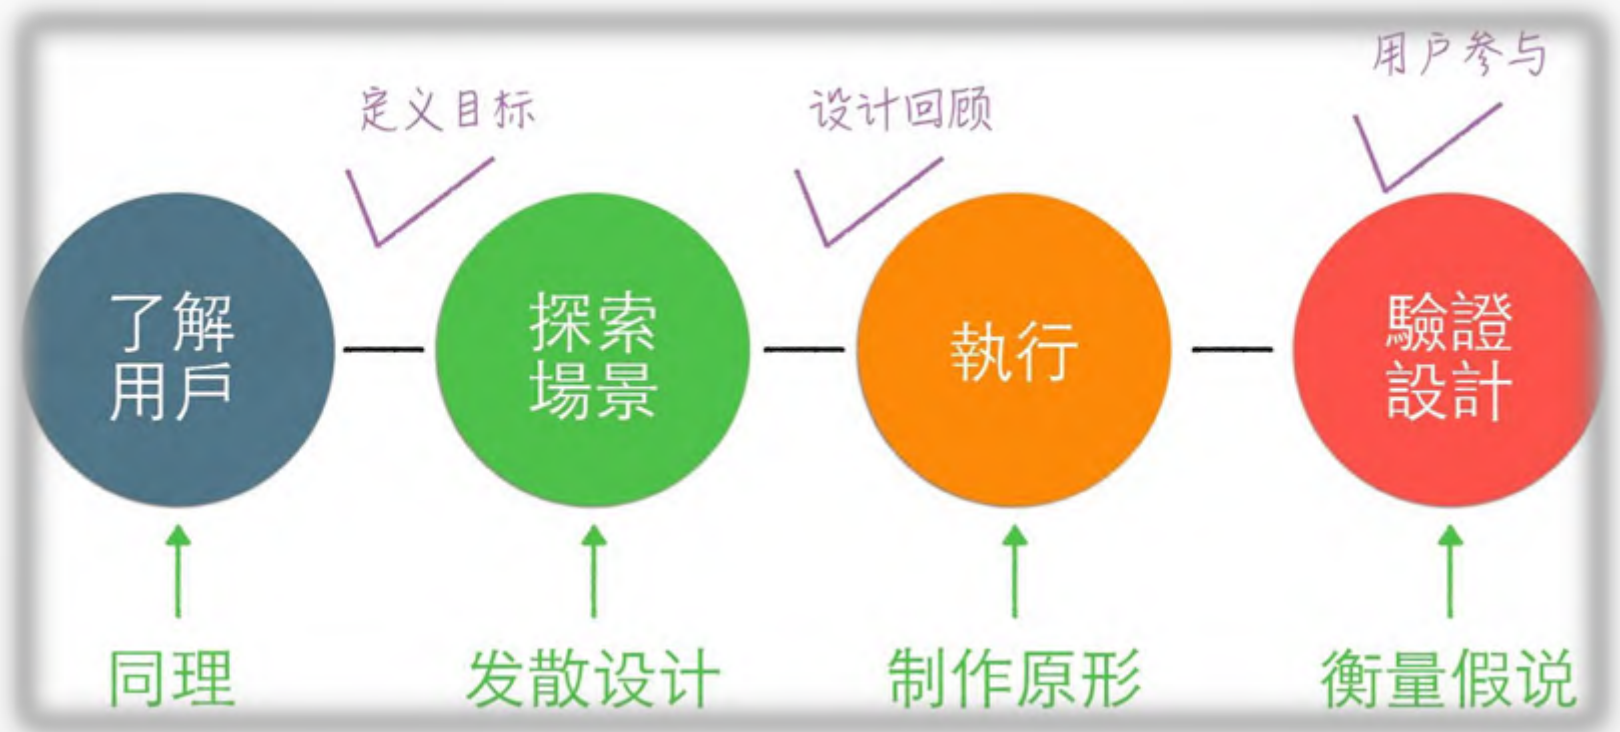 用户参与
定义目标
设计回顾
了解
用戶
探索
場景
執行
驗證
設計
同理
发散设计
制作原形
衡量假说